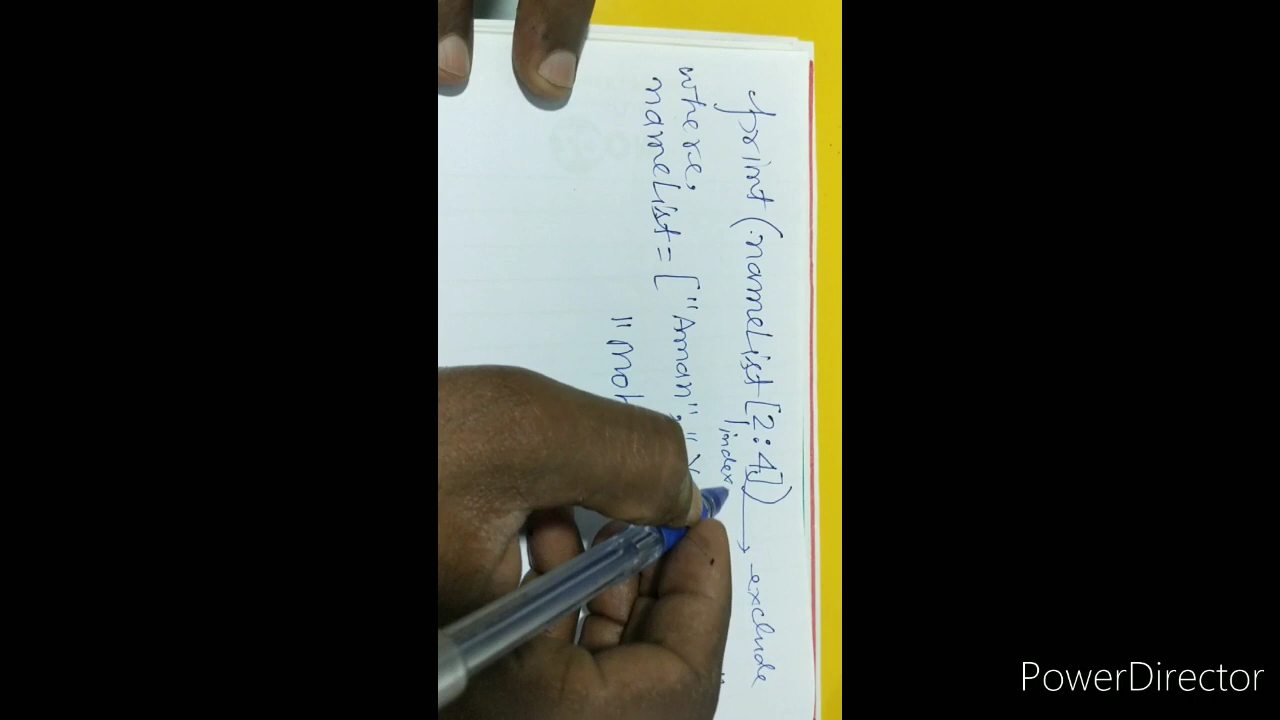 print(nameList[2:4]) → exclude
index
where,
nameList = ["Aman", "Y
"Moh
PowerDirector